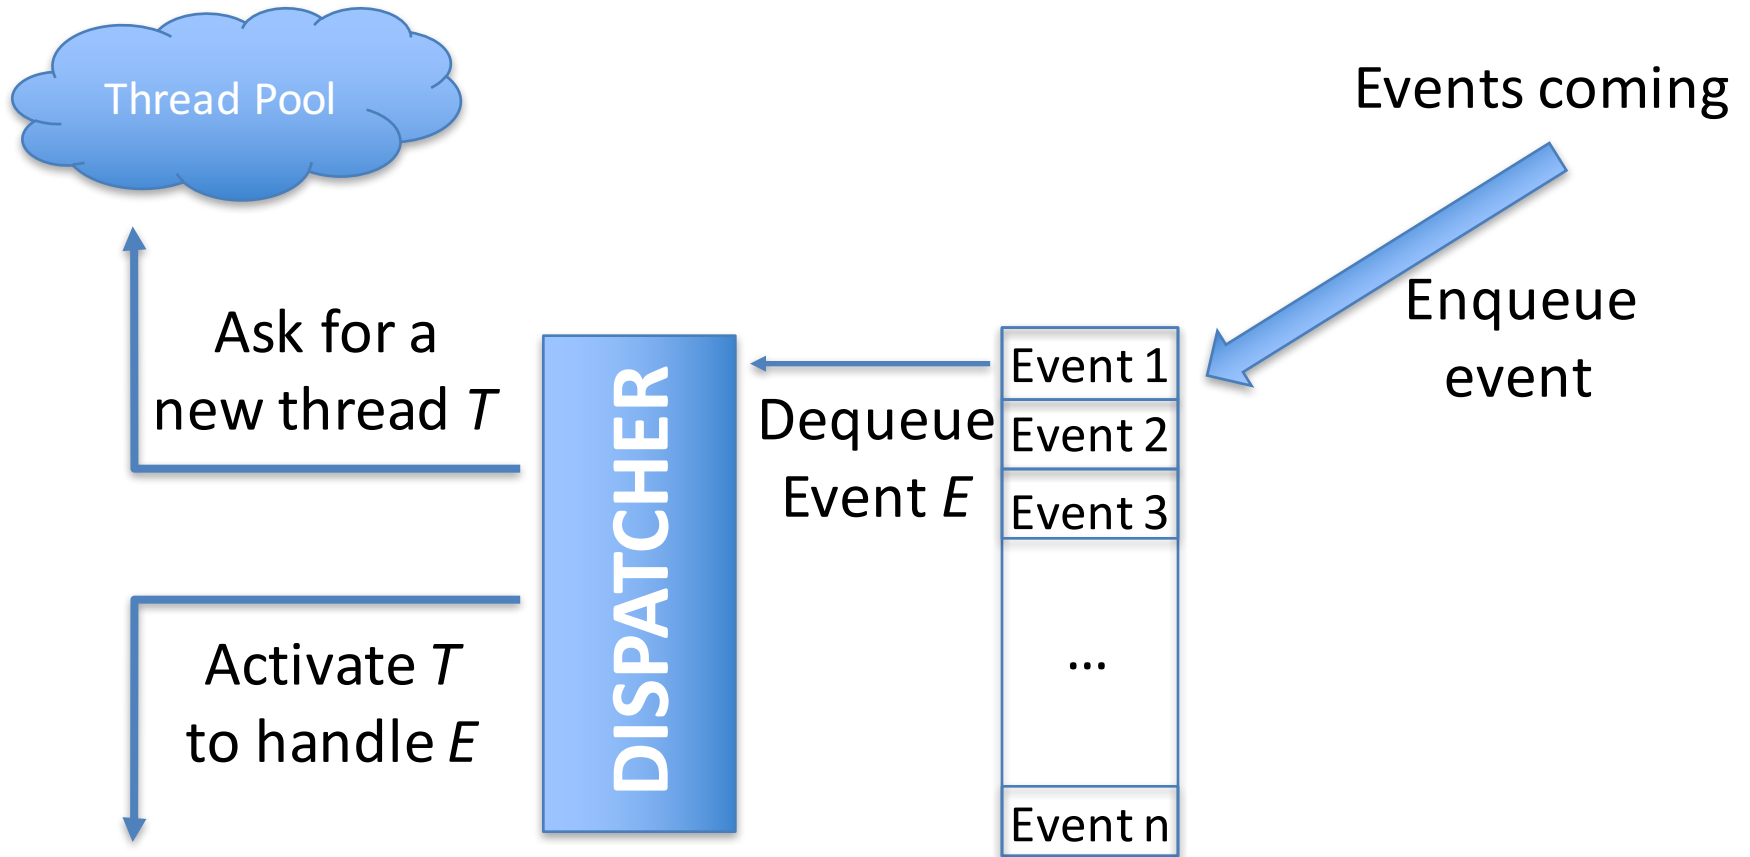 Thread Pool
Events coming
Enqueue
event
Ask for a
new thread T
DISPATCHER
Dequeue
Event E
Event 1
Event 2
Event 3
...
Event n
Activate T
to handle E